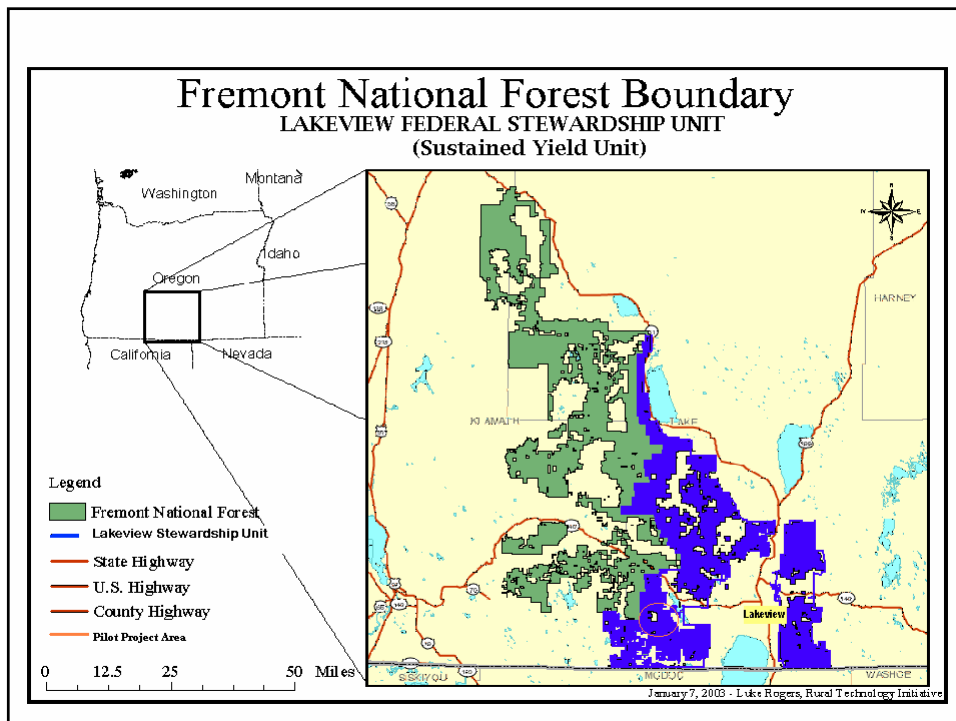 Fremont National Forest Boundary
LAKEVIEW FEDERAL STEWARDSHIP UNIT
(Sustained Yield Unit)
Washington
Montana
Idaho
Oregon
California
Nevada
HARNEY
KLAMATH
LAKE
Lakeview
SISKIYOU
MODOC
WASHOE
Legend
Fremont National Forest
Lakeview Stewardship Unit
State Highway
U.S. Highway
County Highway
Pilot Project Area
0 12.5 25 50 Miles
January 7, 2003 - Luke Rogers, Rural Technology Initiative